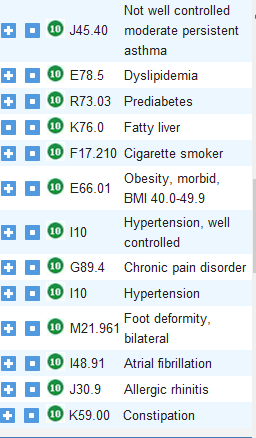 Not well controlled
10 J45.40 moderate persistent
asthma
10 E78.5 Dyslipidemia
10 R73.03 Prediabetes
10 K76.0 Fatty liver
10 F17.210 Cigarette smoker
10 E66.01 Obesity, morbid,
BMI 40.0-49.9
10 I10 Hypertension, well
controlled
10 G89.4 Chronic pain disorder
10 I10 Hypertension
10 M21.961 Foot deformity,
bilateral
10 I48.91 Atrial fibrillation
10 J30.9 Allergic rhinitis
10 K59.00 Constipation